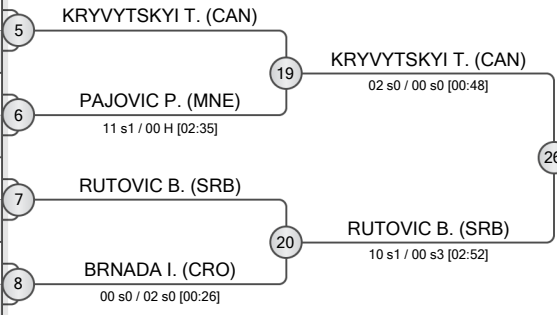 KRYVYTSKYI T. (CAN)
5
19
KRYVYTSKYI T. (CAN)
02 s0 / 00 s0 [00:48]
PAJOVIC P. (MNE)
6
11 s1 / 00 H [02:35]
26
RUTOVIC B. (SRB)
7
20
RUTOVIC B. (SRB)
10 s1 / 00 s3 [02:52]
BRNADA I. (CRO)
8
00 s0 / 02 s0 [00:26]